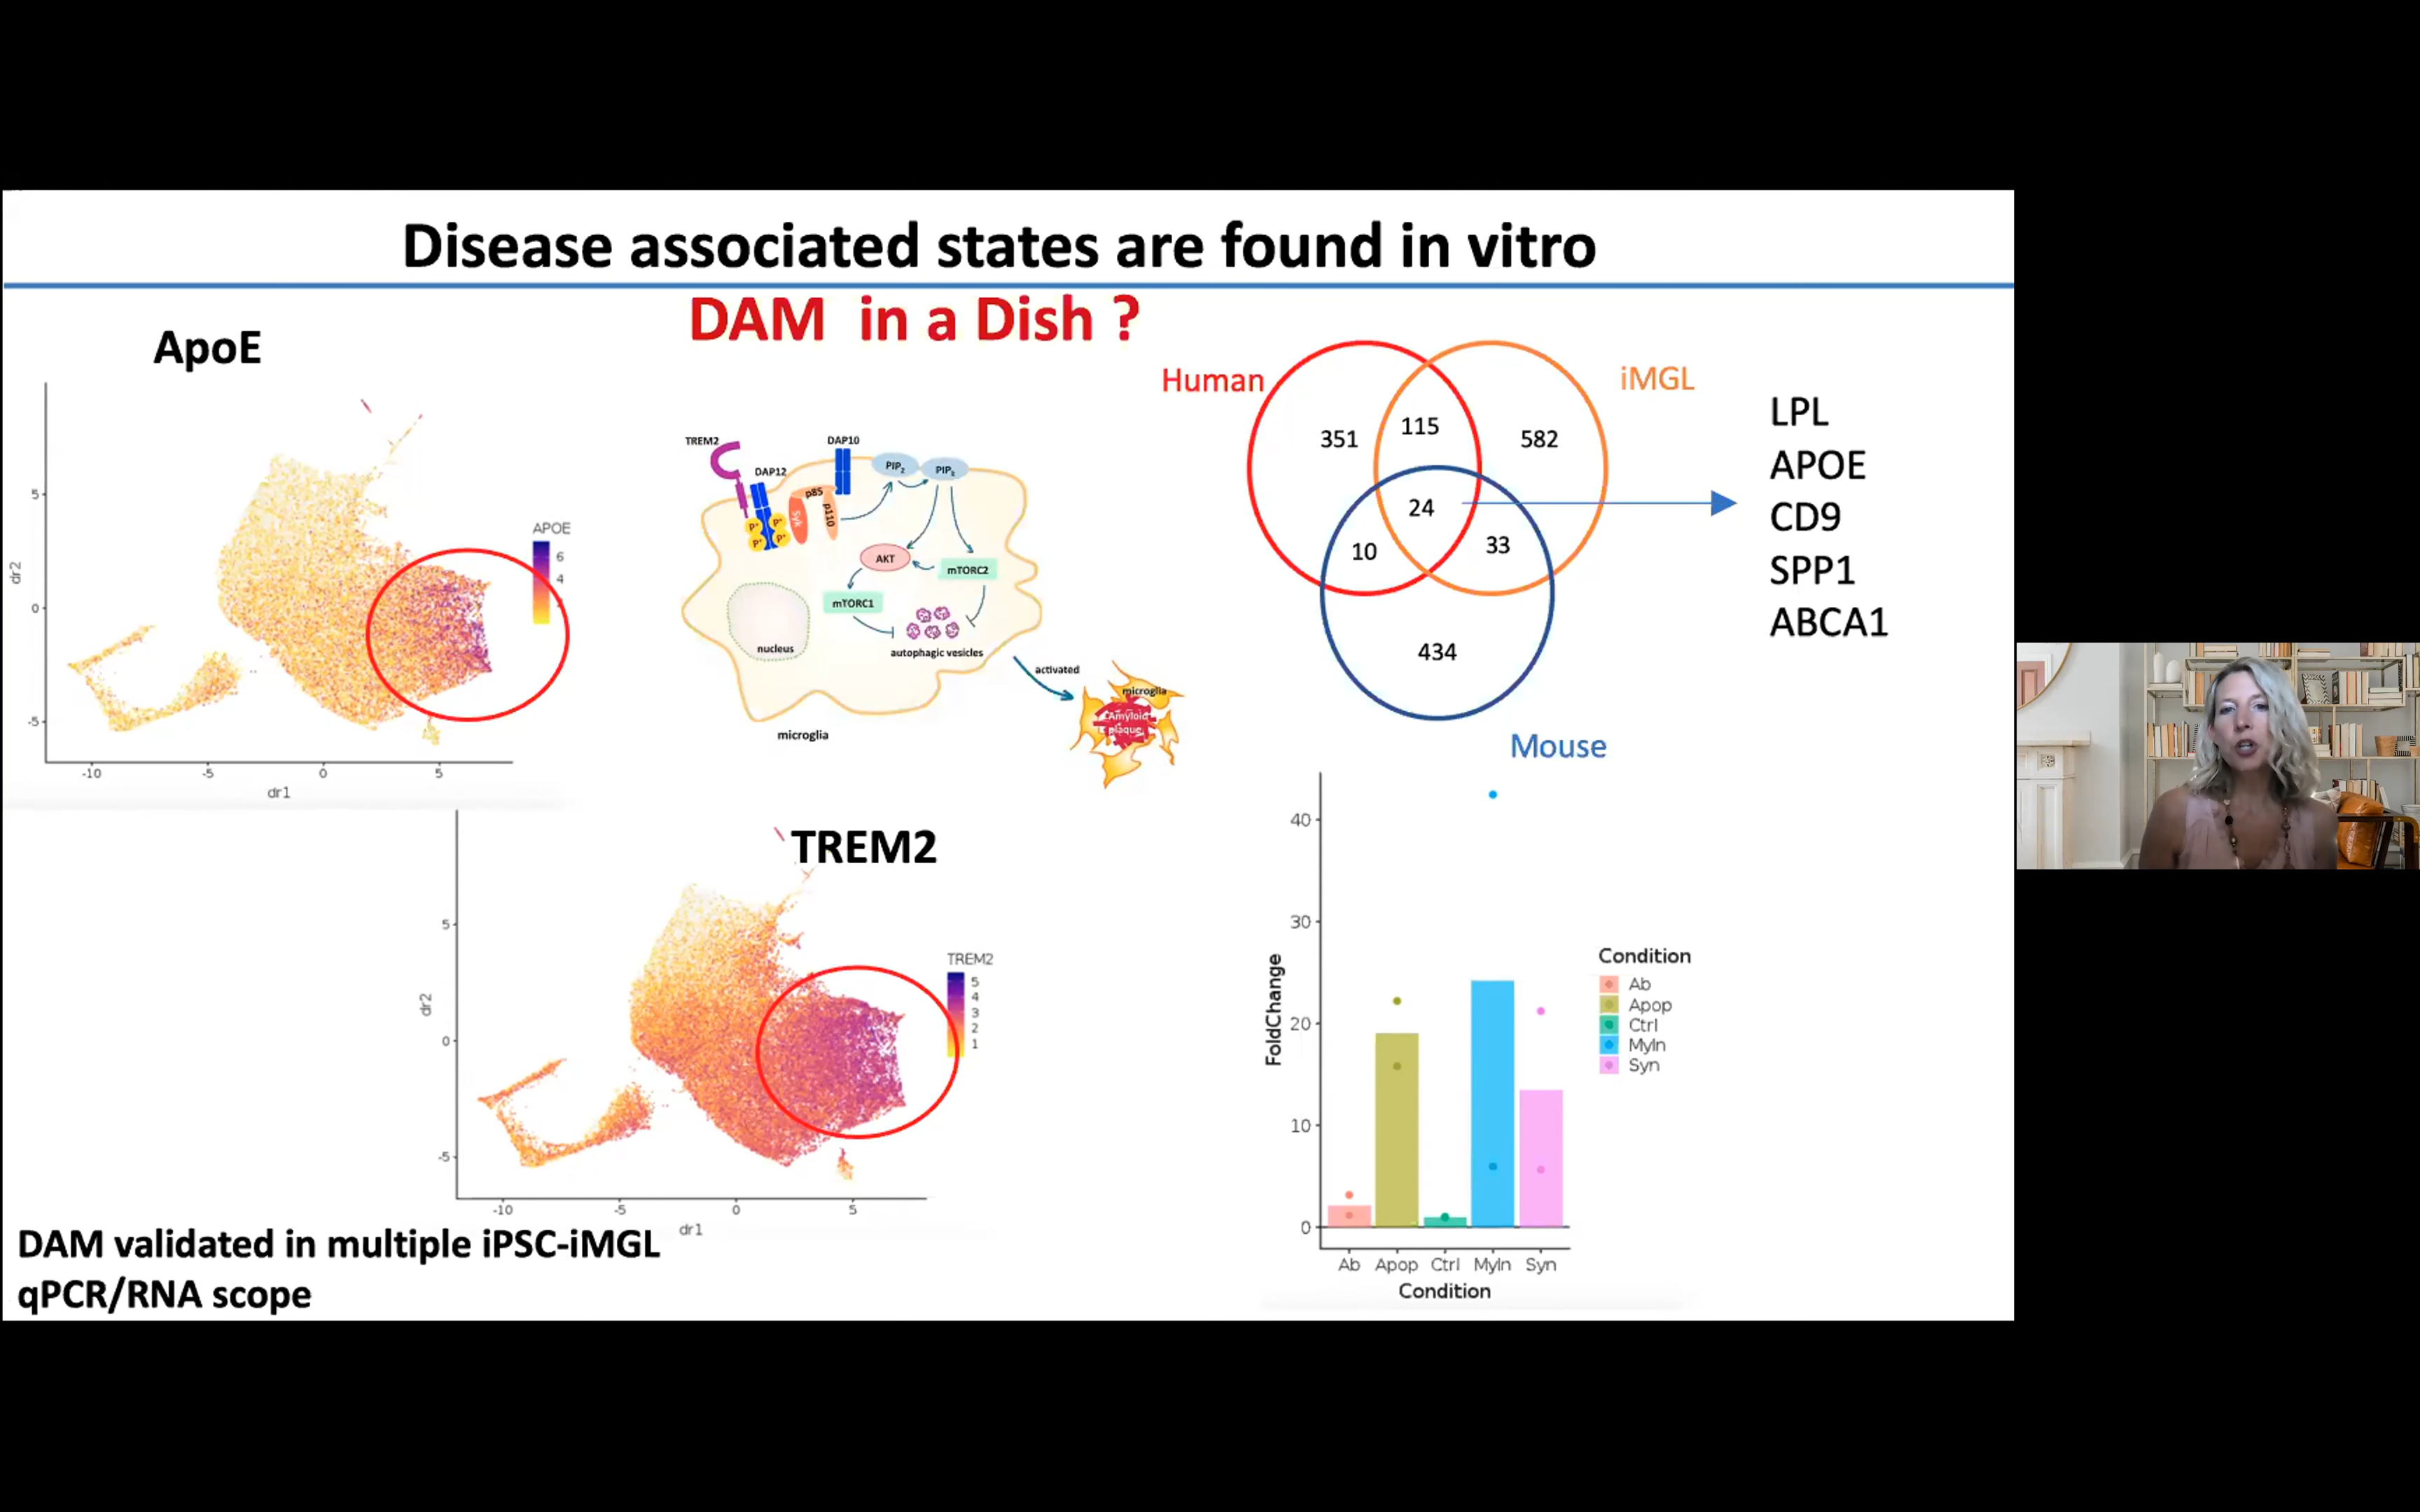 Disease associated states are found in vitro
DAM in a Dish ?
ApoE
5
0
-5
dr2
-10
-5
0
5
dr1
APOE
6
4
TREM2
DAP12
DAP10
PIP2
P+
P+
P+
P+
Syk
p85
p110
AKT
mTORC2
mTORC1
nucleus
autophagic vesicles
microglia
activated
microglia
Amyloid
plaque
Human
iMGL
351
115
582
24
10
33
434
Mouse
LPL
APOE
CD9
SPP1
ABCA1
TREM2
5
0
-5
dr2
-10
-5
0
5
dr1
TREM2
5
4
3
2
1
40
30
20
10
0
FoldChange
Ab
Apop
Ctrl
Myln
Syn
Condition
Condition
Ab
Apop
Ctrl
Myln
Syn
DAM validated in multiple iPSC-iMGL
qPCR/RNA scope